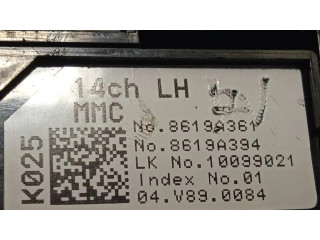 14ch LH
MMC
K025
No.8619A361
No.8619A394
LK No.10099021
Index No.01
04.V89.0084